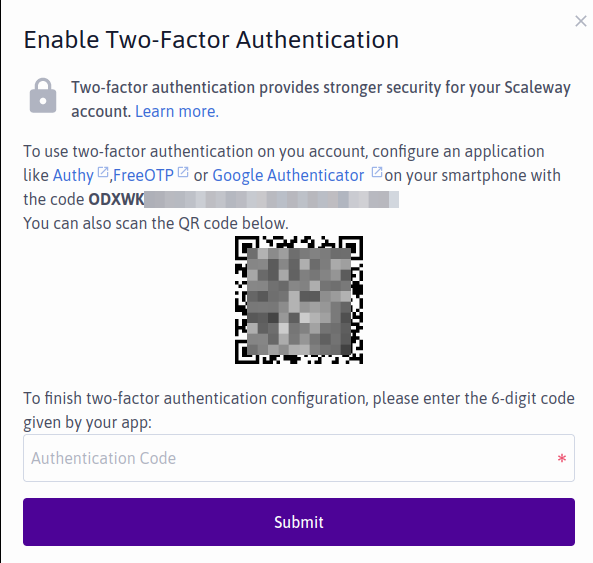 Enable Two-Factor Authentication
Two-factor authentication provides stronger security for your Scaleway
account. Learn more.
To use two-factor authentication on you account, configure an application
like Authy ,FreeOTP or Google Authenticator on your smartphone with
the code ODXWK
You can also scan the QR code below.
To finish two-factor authentication configuration, please enter the 6-digit code
given by your app:
Authentication Code *
Submit